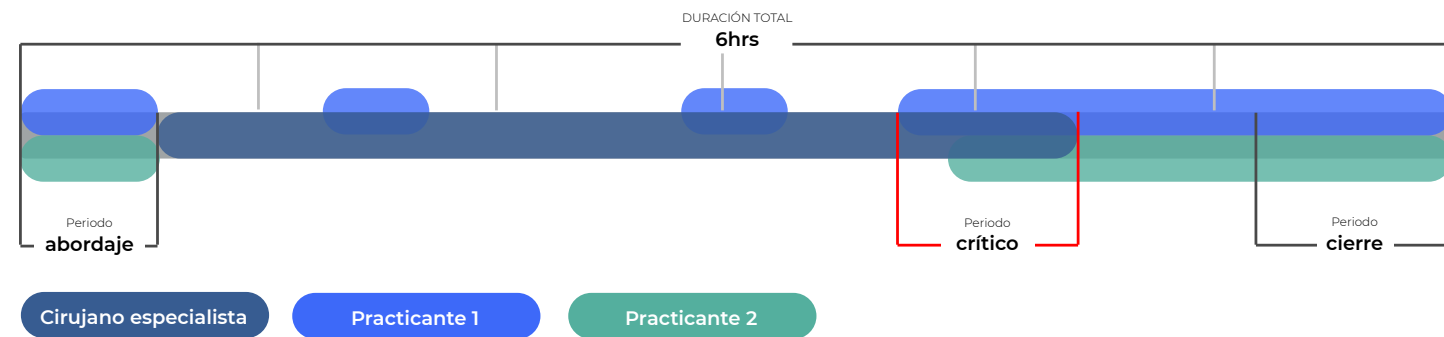 DURACIÓN TOTAL
6hrs
Periodo
abordaje
Periodo
crítico
Periodo
cierre
Cirujano especialista
Practicante 1
Practicante 2